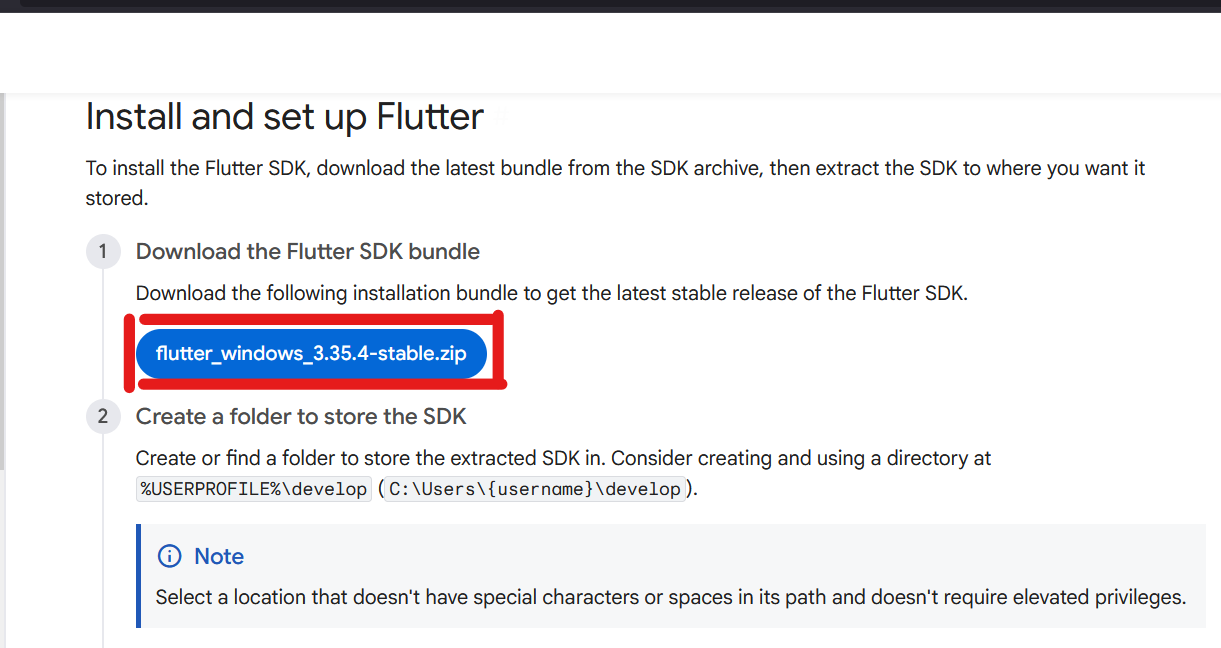 Install and set up Flutter
To install the Flutter SDK, download the latest bundle from the SDK archive, then extract the SDK to where you want it
stored.
1 Download the Flutter SDK bundle
Download the following installation bundle to get the latest stable release of the Flutter SDK.
flutter_windows_3.35.4-stable.zip
2 Create a folder to store the SDK
Create or find a folder to store the extracted SDK in. Consider creating and using a directory at
%USERPROFILE%\develop (C:\Users\{username}\develop).
Note
Select a location that doesn't have special characters or spaces in its path and doesn't require elevated privileges.